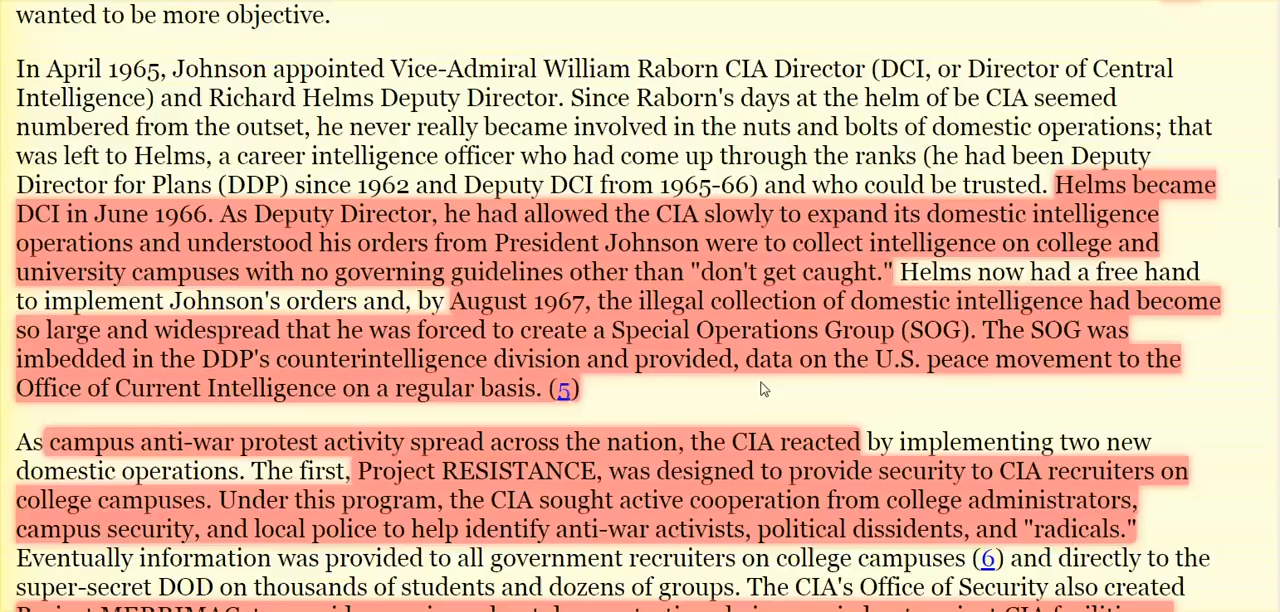 wanted to be more objective.
In April 1965, Johnson appointed Vice-Admiral William Raborn CIA Director (DCI, or Director of Central
Intelligence) and Richard Helms Deputy Director. Since Raborn's days at the helm of be CIA seemed
numbered from the outset, he never really became involved in the nuts and bolts of domestic operations; that
was left to Helms, a career intelligence officer who had come up through the ranks (he had been Deputy
Director for Plans (DDP) since 1962 and Deputy DCI from 1965-66) and who could be trusted. Helms became
DCI in June 1966. As Deputy Director, he had allowed the CIA slowly to expand its domestic intelligence
operations and understood his orders from President Johnson were to collect intelligence on college and
university campuses with no governing guidelines other than "don't get caught." Helms now had a free hand
to implement Johnson's orders and, by August 1967, the illegal collection of domestic intelligence had become
so large and widespread that he was forced to create a Special Operations Group (SOG). The SOG was
imbedded in the DDP's counterintelligence division and provided, data on the U.S. peace movement to the
Office of Current Intelligence on a regular basis. (5)
As campus anti-war protest activity spread across the nation, the CIA reacted by implementing two new
domestic operations. The first, Project RESISTANCE, was designed to provide security to CIA recruiters on
college campuses. Under this program, the CIA sought active cooperation from college administrators,
campus security, and local police to help identify anti-war activists, political dissidents, and "radicals."
Eventually information was provided to all government recruiters on college campuses (6) and directly to the
super-secret DOD on thousands of students and dozens of groups. The CIA's Office of Security also created